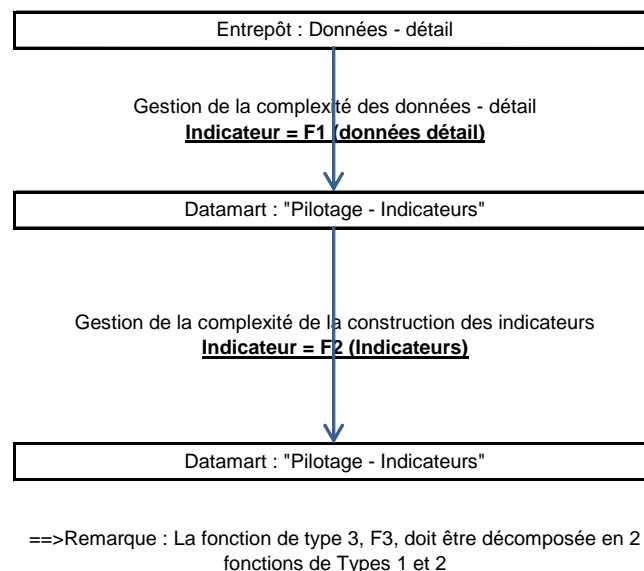 Entrepôt : Données - détail
Gestion de la complexité des données - détail
Indicateur = F1 (données détail)
Datamart : "Pilotage - Indicateurs"
Gestion de la complexité de la construction des indicateurs
Indicateur = F2 (Indicateurs)
Datamart : "Pilotage - Indicateurs"
==>Remarque : La fonction de type 3, F3, doit être décomposée en 2
fonctions de Types 1 et 2